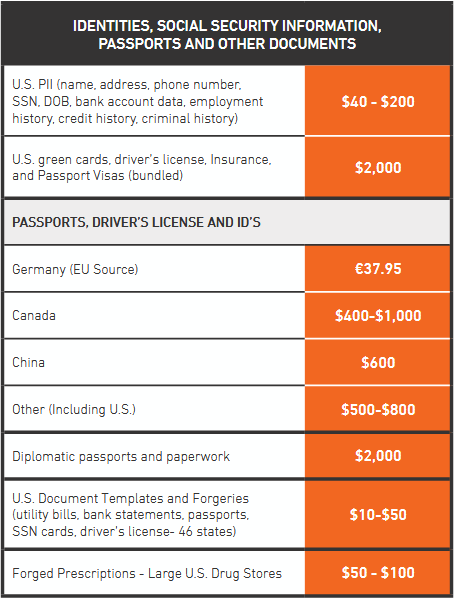 IDENTITIES, SOCIAL SECURITY INFORMATION,
PASSPORTS AND OTHER DOCUMENTS
U.S. PII (name, address, phone number,
SSN, DOB, bank account data, employment
history, credit history, criminal history)
$40 - $200
U.S. green cards, driver's license, Insurance,
and Passport Visas (bundled)
$2,000
PASSPORTS, DRIVER'S LICENSE AND ID'S
Germany (EU Source)
€37.95
Canada
$400-$1,000
China
$600
Other (Including U.S.)
$500-$800
Diplomatic passports and paperwork
$2,000
U.S. Document Templates and Forgeries
(utility bills, bank statements, passports,
SSN cards, driver's license- 46 states)
$10-$50
Forged Prescriptions - Large U.S. Drug Stores
$50 - $100